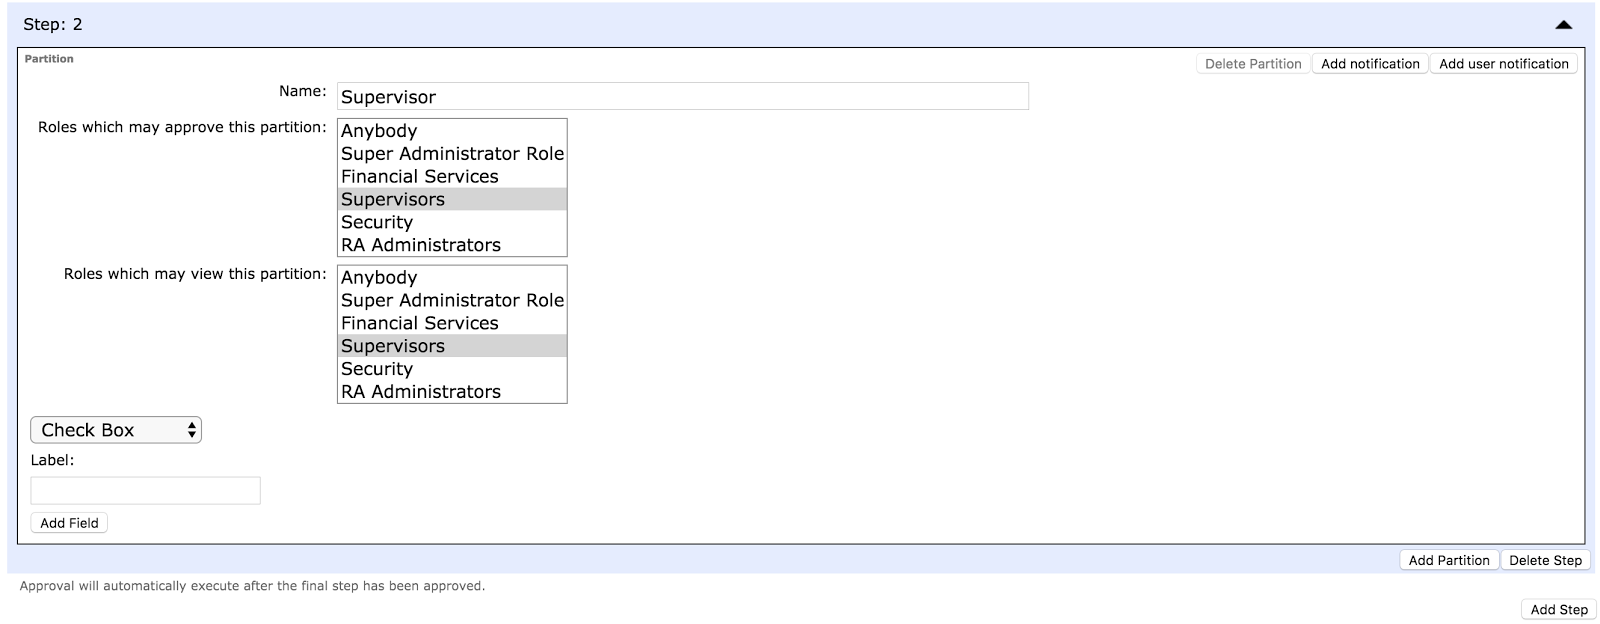 Step: 2
Partition
Delete Partition Add notification Add user notification
Name: Supervisor
Roles which may approve this partition: Anybody
Super Administrator Role
Financial Services
Supervisors
Security
RA Administrators
Roles which may view this partition: Anybody
Super Administrator Role
Financial Services
Supervisors
Security
RA Administrators
Check Box
Label:
Add Field
Add Partition Delete Step
Approval will automatically execute after the final step has been approved.
Add Step